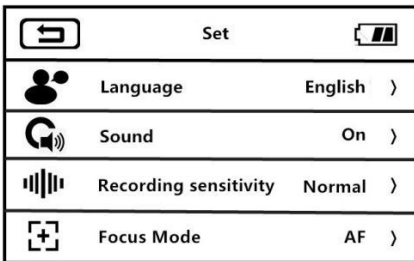 Set
Language English
Sound On
Recording sensitivity Normal
Focus Mode AF